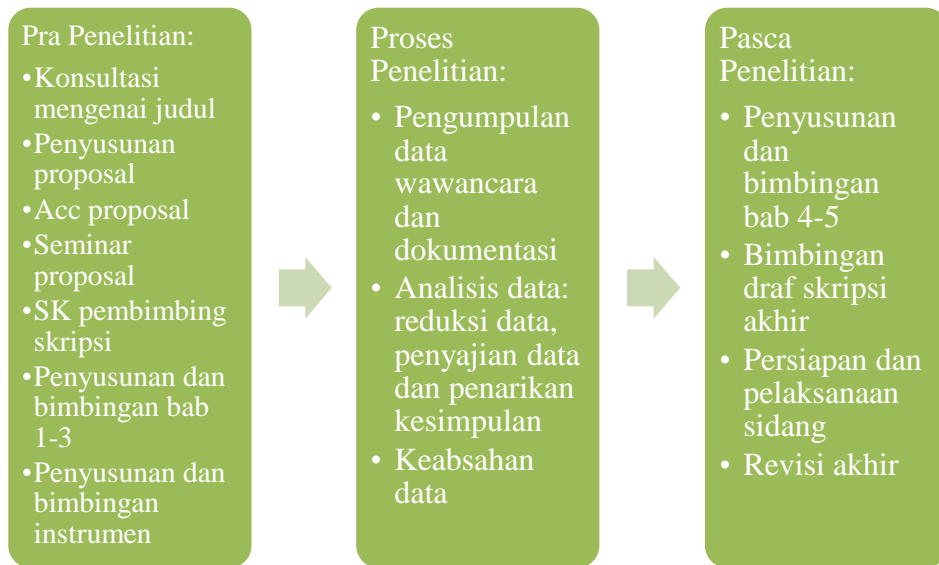 Pra Penelitian:
•Konsultasi
mengenai judul
•Penyusunan
proposal
•Acc proposal
•Seminar
proposal
•SK pembimbing
skripsi
•Penyusunan dan
bimbingan bab
1-3
•Penyusunan dan
bimbingan
instrumen
Proses
Penelitian:
• Pengumpulan
data
wawancara
dan
dokumentasi
• Analisis data:
reduksi data,
penyajian data
dan penarikan
kesimpulan
• Keabsahan
data
Pasca
Penelitian:
• Penyusunan
dan
bimbingan
bab 4-5
• Bimbingan
draf skripsi
akhir
• Persiapan dan
pelaksanaan
sidang
• Revisi akhir